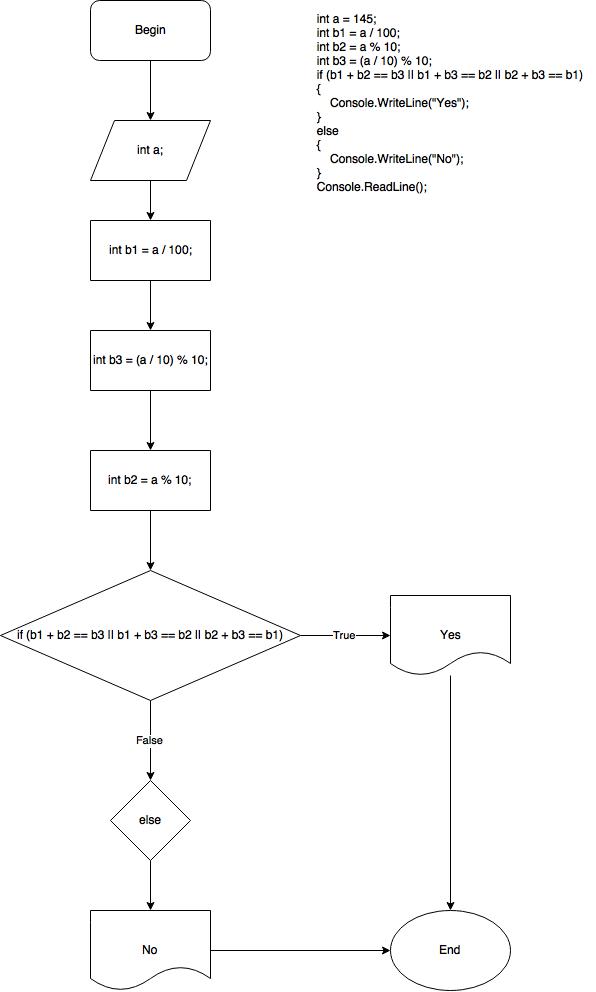 Begin
int a = 145;
int b1 = a / 100;
int b2 = a % 10;
int b3 = (a / 10) % 10;
if (b1 + b2 == b3 || b1 + b3 == b2 || b2 + b3 == b1)
{
Console.WriteLine("Yes");
}
else
{
Console.WriteLine("No");
}
Console.ReadLine();
int a;
int b1 = a / 100;
int b3 = (a / 10) % 10;
int b2 = a % 10;
if (b1 + b2 == b3 || b1 + b3 == b2 || b2 + b3 == b1)
True
Yes
False
else
No
End